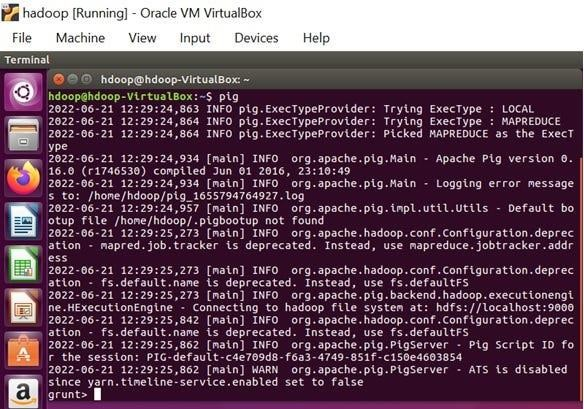 hadoop [Running] - Oracle VM VirtualBox
File Machine View Input Devices Help
Terminal
hdoop@hdoop-VirtualBox: ~
hdoop@hdoop-VirtualBox:~$ pig
2022-06-21 12:29:24,863 INFO pig.ExecTypeProvider: Trying ExecType : LOCAL
2022-06-21 12:29:24,864 INFO pig.ExecTypeProvider: Trying ExecType : MAPREDUCE
2022-06-21 12:29:24,864 INFO pig.ExecTypeProvider: Picked MAPREDUCE as the ExecT
ype
2022-06-21 12:29:24,934 [main] INFO  org.apache.pig.Main - Apache Pig version 0.
16.0 (r1746530) compiled Jun 01 2016, 23:10:49
2022-06-21 12:29:24,934 [main] INFO  org.apache.pig.Main - Logging error message
s to: /home/hdoop/pig_1655794764927.log
2022-06-21 12:29:24,957 [main] INFO  org.apache.pig.impl.util.Utils - Default bo
otup file /home/hdoop/.pigbootup not found
2022-06-21 12:29:25,273 [main] INFO  org.apache.hadoop.conf.Configuration.deprec
ation - mapred.job.tracker is deprecated. Instead, use mapreduce.jobtracker.addr
ess
2022-06-21 12:29:25,273 [main] INFO  org.apache.hadoop.conf.Configuration.deprec
ation - fs.default.name is deprecated. Instead, use fs.defaultFS
2022-06-21 12:29:25,273 [main] INFO  org.apache.pig.backend.hadoop.executionengi
ne.HExecutionEngine - Connecting to hadoop file system at: hdfs://localhost:9000
2022-06-21 12:29:25,842 [main] INFO  org.apache.hadoop.conf.Configuration.deprec
ation - fs.default.name is deprecated. Instead, use fs.defaultFS
2022-06-21 12:29:25,862 [main] INFO  org.apache.pig.PigServer - Pig Script ID fo
r the session: PIG-default-c4e709d8-f6a3-4749-851f-c150e4603854
2022-06-21 12:29:25,862 [main] WARN  org.apache.pig.PigServer - ATS is disabled
since yarn.timeline-service.enabled set to false
grunt>